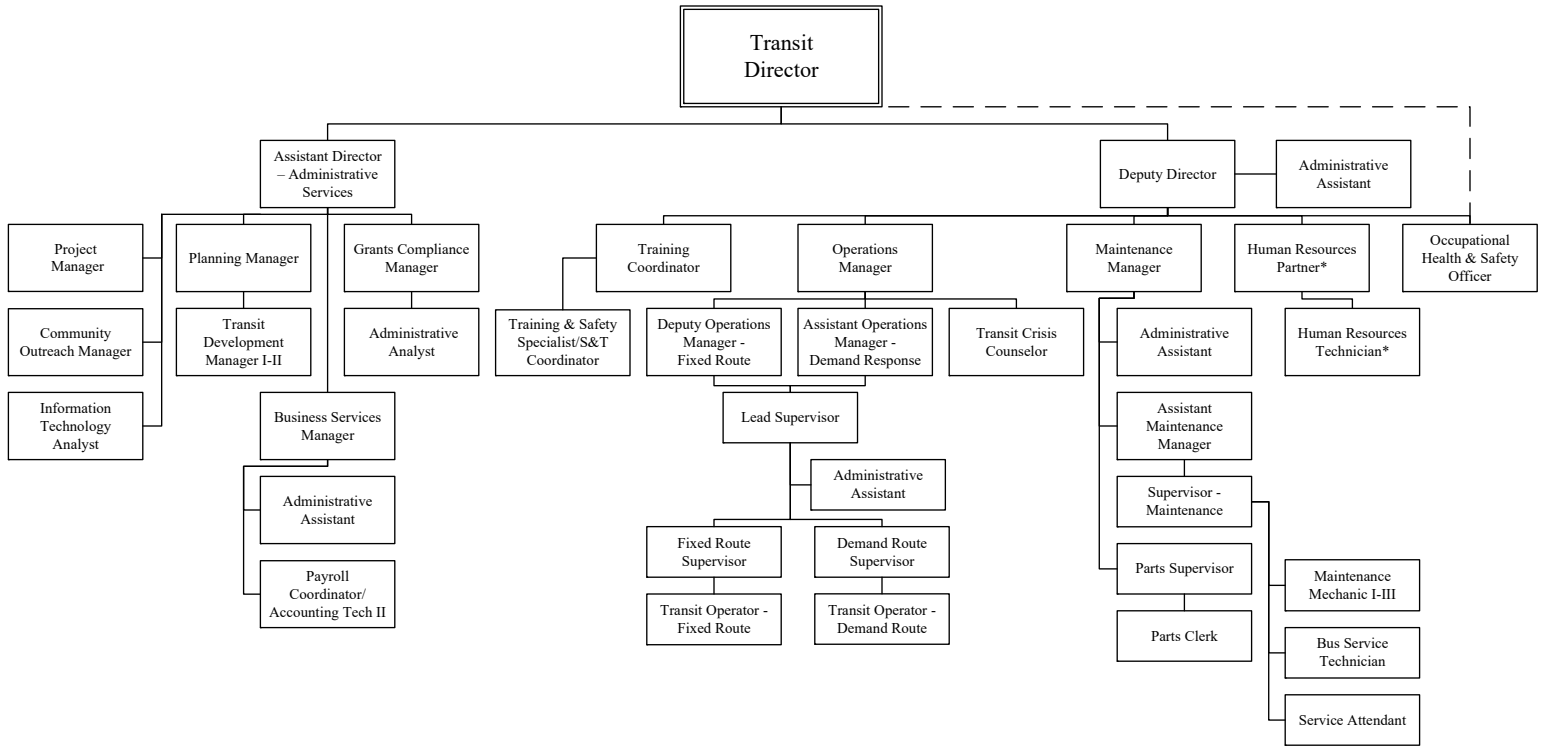 Transit
Director
Assistant Director
– Administrative
Services
Deputy Director
Administrative
Assistant
Project
Manager
Planning Manager
Grants Compliance
Manager
Training
Coordinator
Operations
Manager
Maintenance
Manager
Human Resources
Partner*
Occupational
Health & Safety
Officer
Community
Outreach Manager
Transit
Development
Manager I-II
Administrative
Analyst
Training & Safety
Specialist/S&T
Coordinator
Deputy Operations
Manager -
Fixed Route
Assistant Operations
Manager -
Demand Response
Transit Crisis
Counselor
Administrative
Assistant
Human Resources
Technician*
Information
Technology
Analyst
Business Services
Manager
Lead Supervisor
Assistant
Maintenance
Manager
Administrative
Assistant
Administrative
Assistant
Supervisor -
Maintenance
Fixed Route
Supervisor
Demand Route
Supervisor
Parts Supervisor
Payroll
Coordinator/
Accounting Tech II
Maintenance
Mechanic I-III
Transit Operator -
Fixed Route
Transit Operator -
Demand Route
Parts Clerk
Bus Service
Technician
Service Attendant